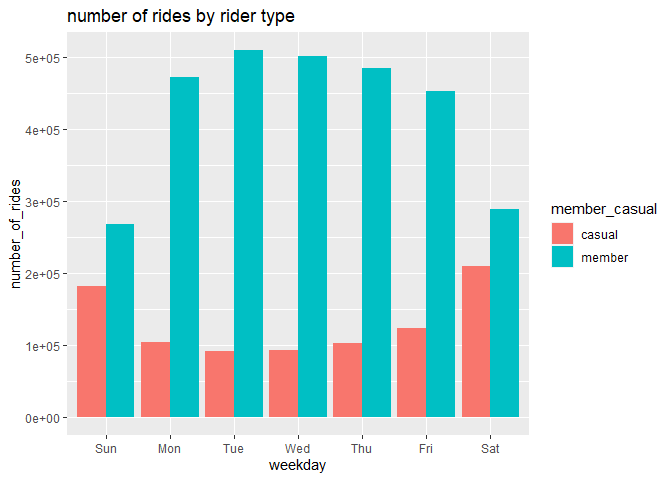 number of rides by rider type
number_of_rides
5e+05
4e+05
3e+05
2e+05
1e+05
0e+00
Sun Mon Tue Wed Thu Fri Sat
weekday
member_casual
casual
member